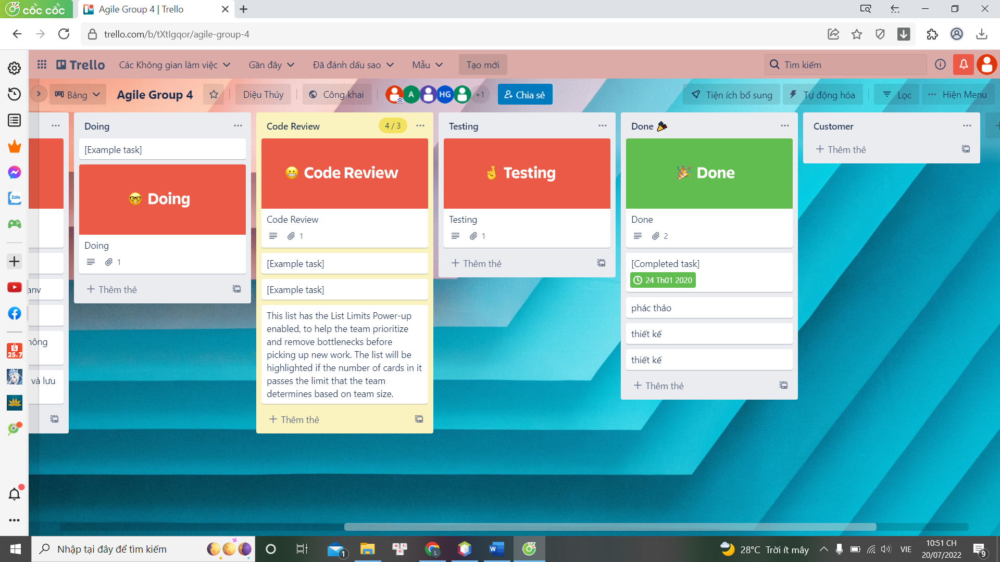 cốc cốc
Agile Group 4 | Trello
trello.com/b/tXtIgqor/agile-group-4
Trello
Các Không gian làm việc
Gần đây
Đã đánh dấu sao
Mẫu
Tạo mới
Tìm kiếm
Bảng
Agile Group 4
Diệu Thúy
Công khai
A
HG
+1
Chia sẻ
Tiện ích bổ sung
Tự động hóa
Lọc
Hiện Menu
Zalo
25.7
anv
hông
và lưu
Doing
[Example task]
🤓 Doing
Doing
1
+ Thêm thẻ
Code Review
4 / 3
😬 Code Review
Code Review
1
[Example task]
[Example task]
This list has the List Limits Power-up
enabled, to help the team prioritize
and remove bottlenecks before
picking up new work. The list will be
highlighted if the number of cards in it
passes the limit that the team
determines based on team size.
+ Thêm thẻ
Testing
🤞 Testing
Testing
1
+ Thêm thẻ
Done 🎉
🎉 Done
Done
2
[Completed task]
24 Th01 2020
phác thảo
thiết kế
thiết kế
+ Thêm thẻ
Customer
+ Thêm thẻ
Nhập tại đây để tìm kiếm
1
28°C Trời ít mây
VIE
10:51 CH
20/07/2022
9